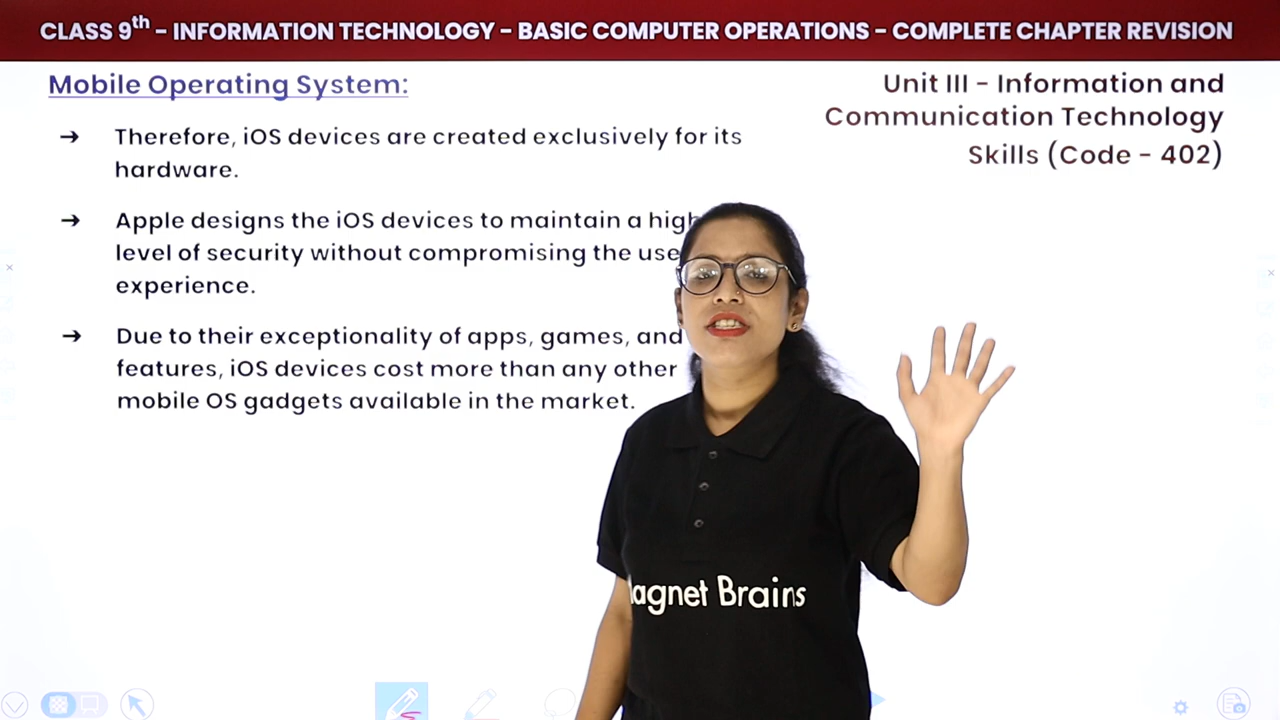 CLASS 9th - INFORMATION TECHNOLOGY - BASIC COMPUTER OPERATIONS - COMPLETE CHAPTER REVISION
Mobile Operating System:
➔ Therefore, iOS devices are created exclusively for its
hardware.
➔ Apple designs the iOS devices to maintain a high
level of security without compromising the use
experience.
➔ Due to their exceptionality of apps, games, and
features, iOS devices cost more than any other
mobile OS gadgets available in the market.
Unit III - Information and
Communication Technology
Skills (Code - 402)
agnet Brains